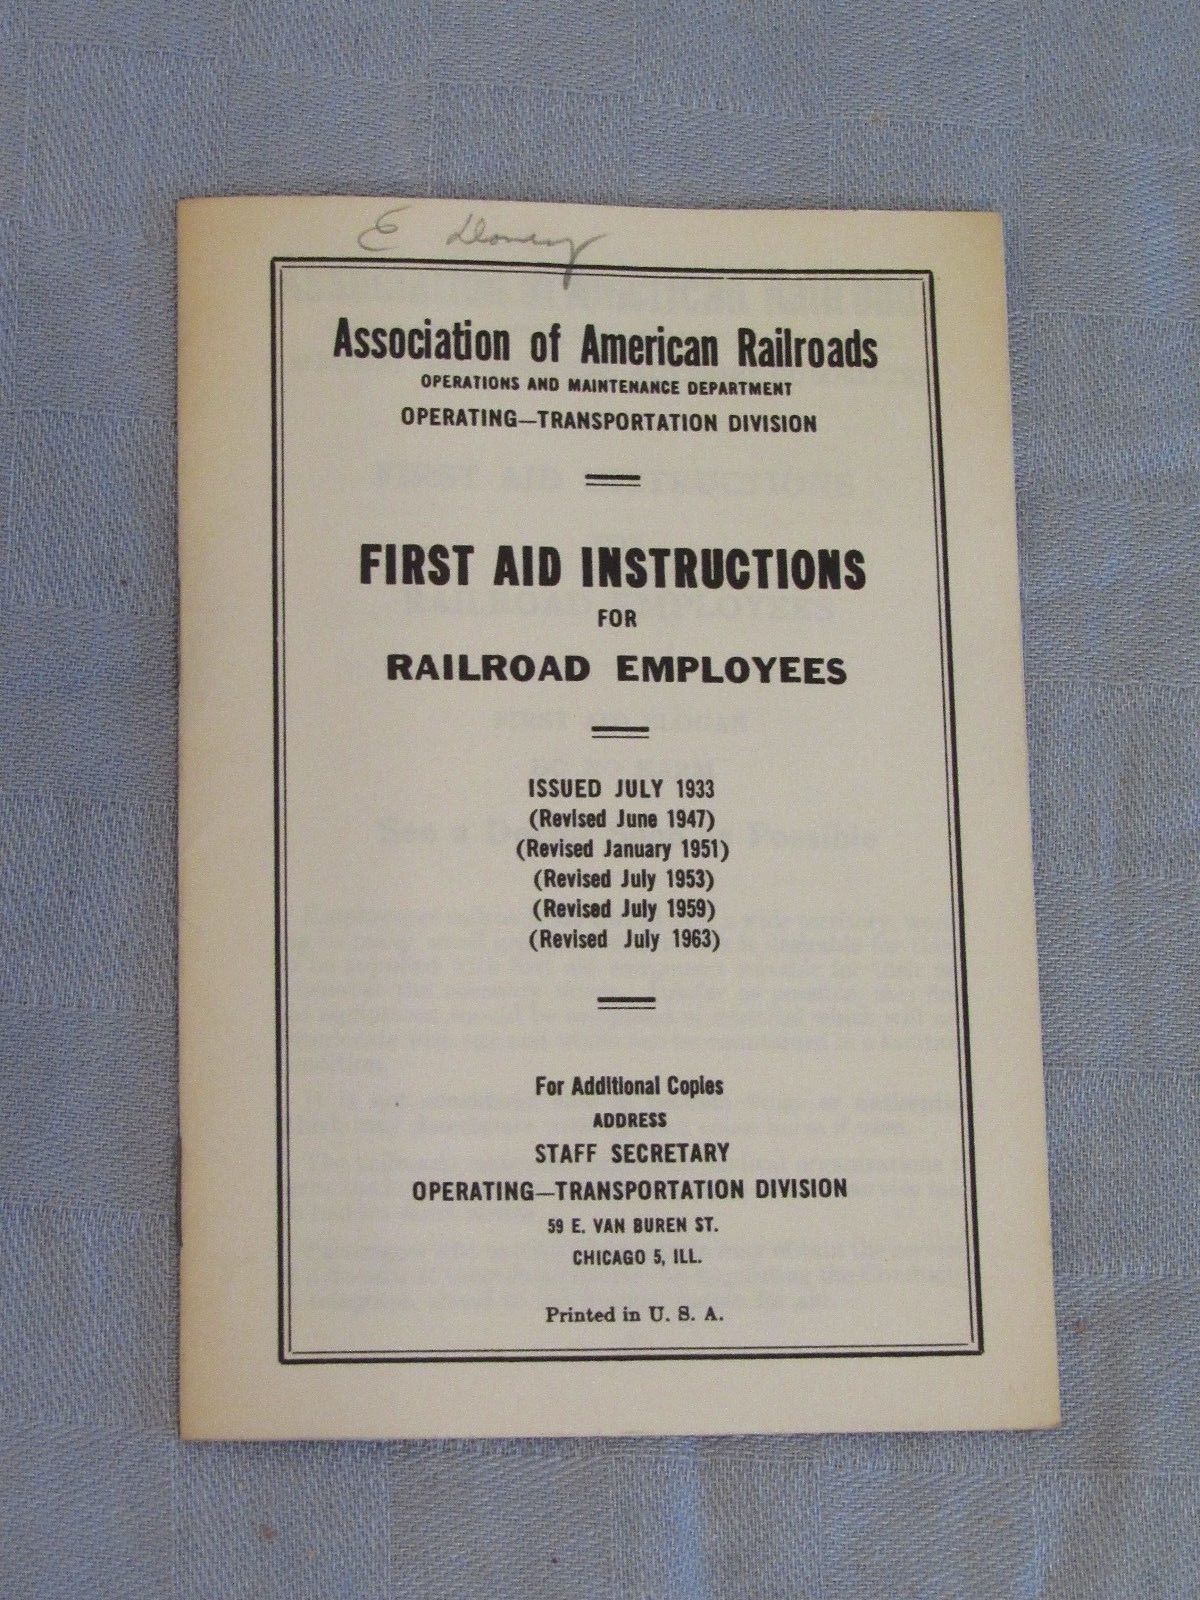 E
Association of American Railroads
OPERATIONS AND MAINTENANCE DEPARTMENT
OPERATING—TRANSPORTATION DIVISION
FIRST AID INSTRUCTIONS
FOR
RAILROAD EMPLOYEES
ISSUED JULY 1933
(Revised June 1947)
(Revised January 1951)
(Revised July 1953)
(Revised July 1959)
(Revised July 1963)
For Additional Copies
ADDRESS
STAFF SECRETARY
OPERATING—TRANSPORTATION DIVISION
59 E. VAN BUREN ST.
CHICAGO 5, ILL.
Printed in U. S. A.